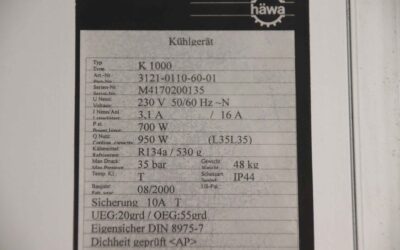 häwa
Kühlgerät
Typ K 1000
Type
Art.-Nr. 3121-0110-60-01
Serien-Nr. M4170200135
U Nenn 230 V 50/60 Hz ~N
I Nenn/Anl 3,1 A / 16 A
P el. 700 W
Q Nutz 950 W (L35L35)
Kältemittel R134a / 530 g
Refrigerant
Max. Druck 35 bar Gewicht 48 kg
Temp. Kl. T Schutzart IP44
Baujahr 08/2000
Sicherung 10A T
UEG:20grd / OEG:55grd
Eigensicher DIN 8975-7
Dichheit geprüft <AP>